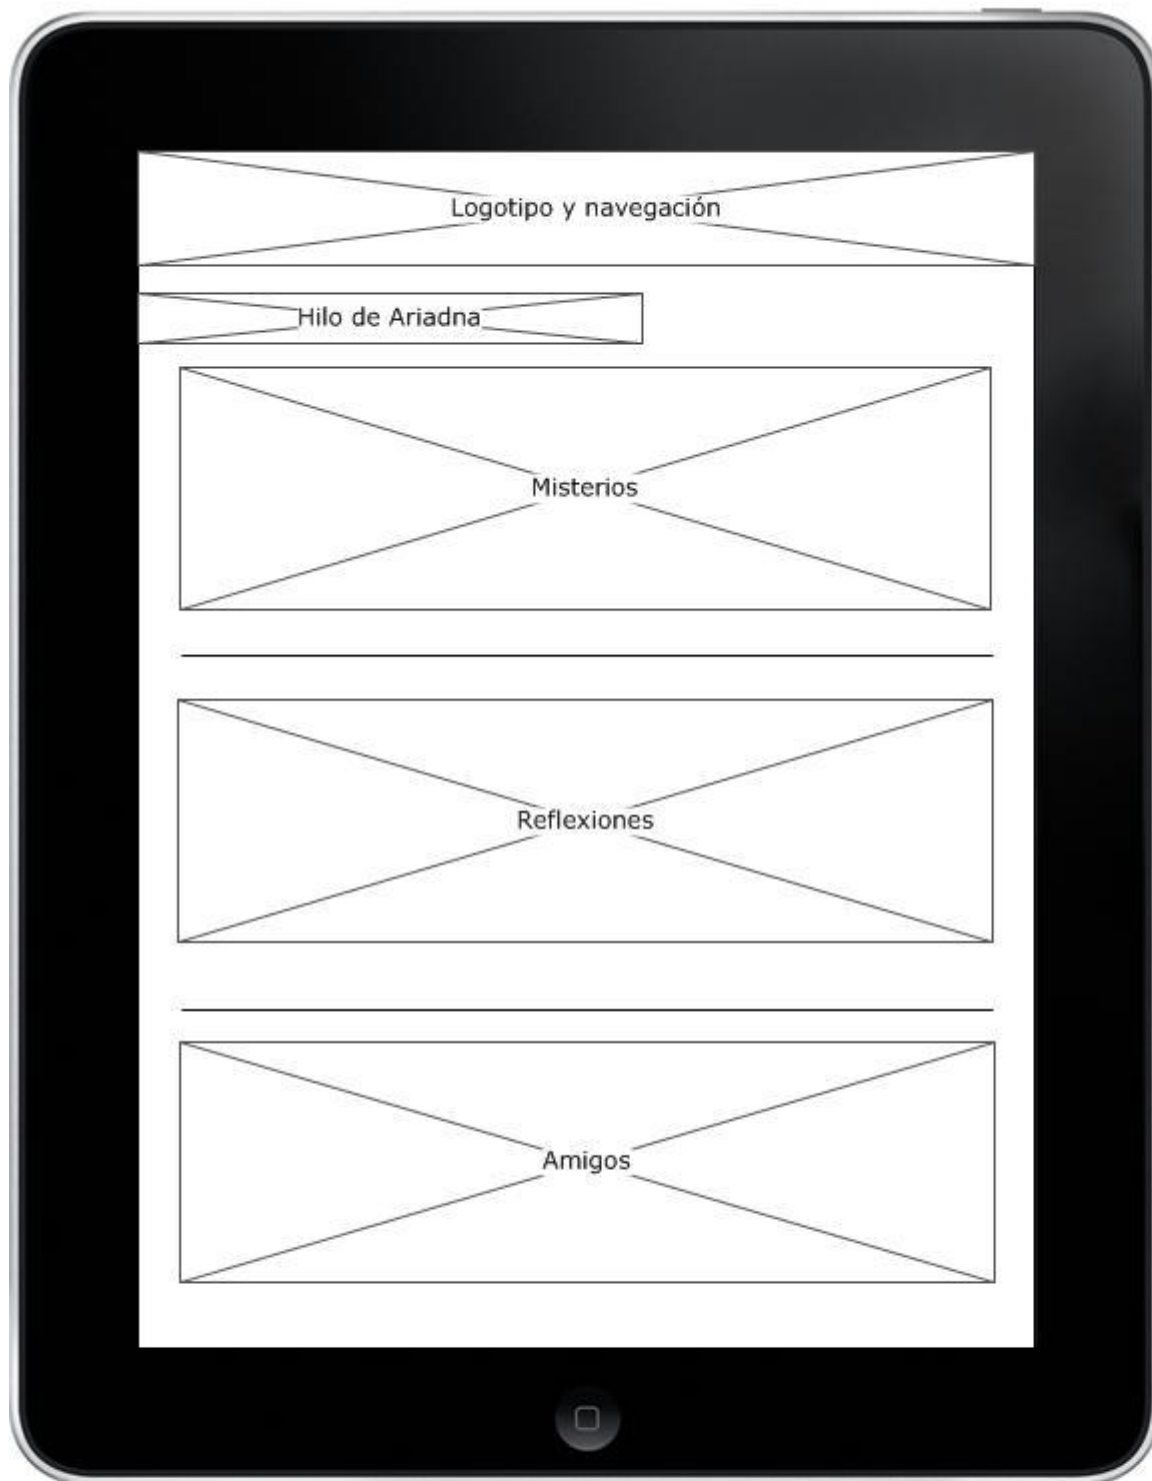 Logotipo y navegación
Hilo de Ariadna
Misterios
Reflexiones
Amigos